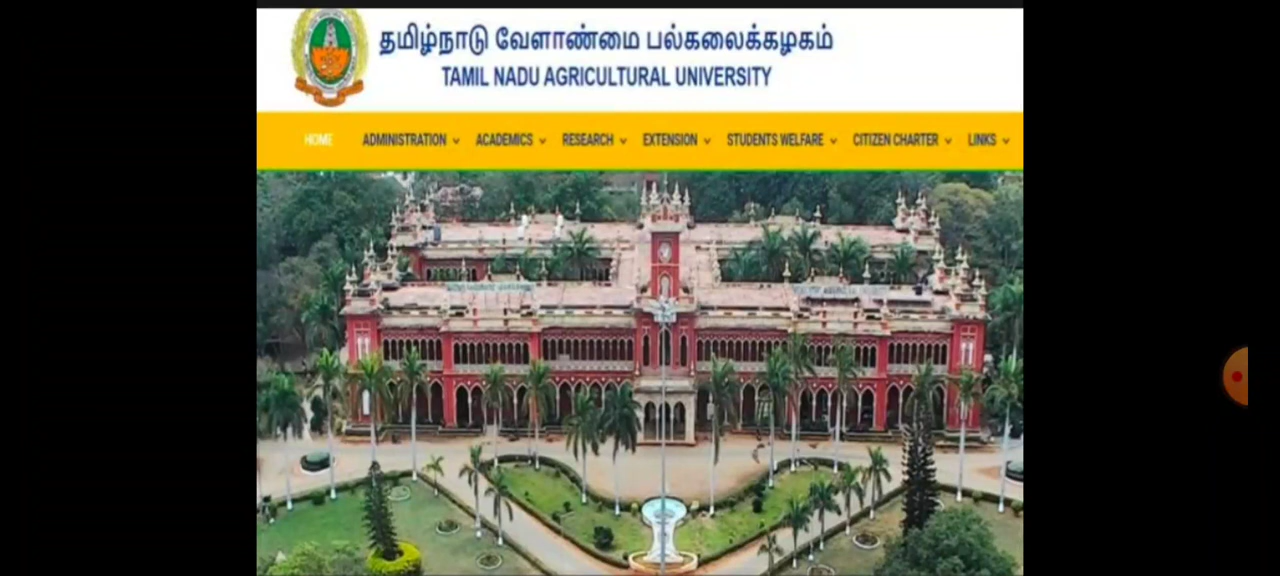 தமிழ்நாடு வேளாண்மை பல்கலைக்கழகம்
TAMIL NADU AGRICULTURAL UNIVERSITY
HOME ADMINISTRATION ACADEMICS RESEARCH EXTENSION STUDENTS WELFARE CITIZEN CHARTER LINKS